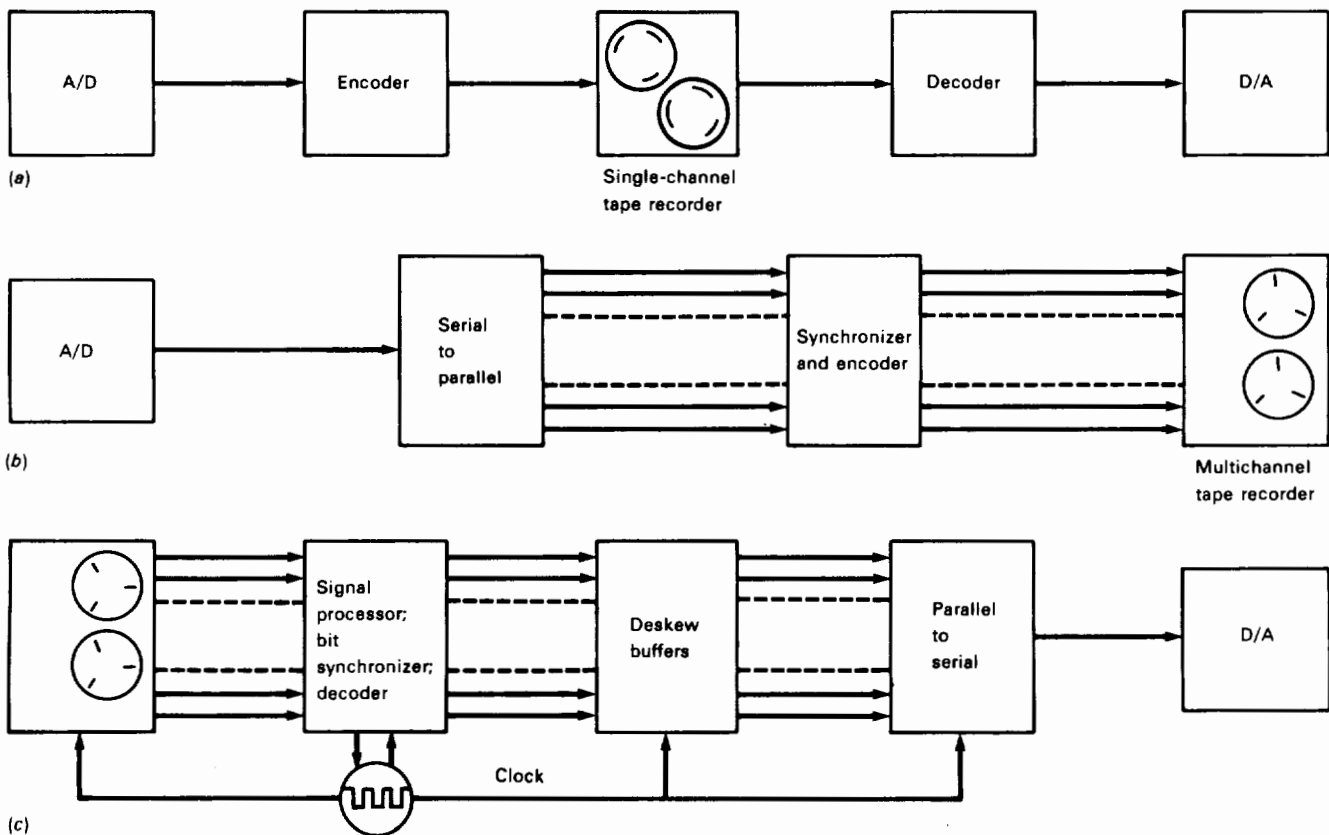 A/D
Encoder
Decoder
D/A
(a)
Single-channel
tape recorder
A/D
Serial
to
parallel
Synchronizer
and encoder
(b)
Multichannel
tape recorder
Signal
processor;
bit
synchronizer;
decoder
Deskew
buffers
Parallel
to
serial
D/A
Clock
(c)